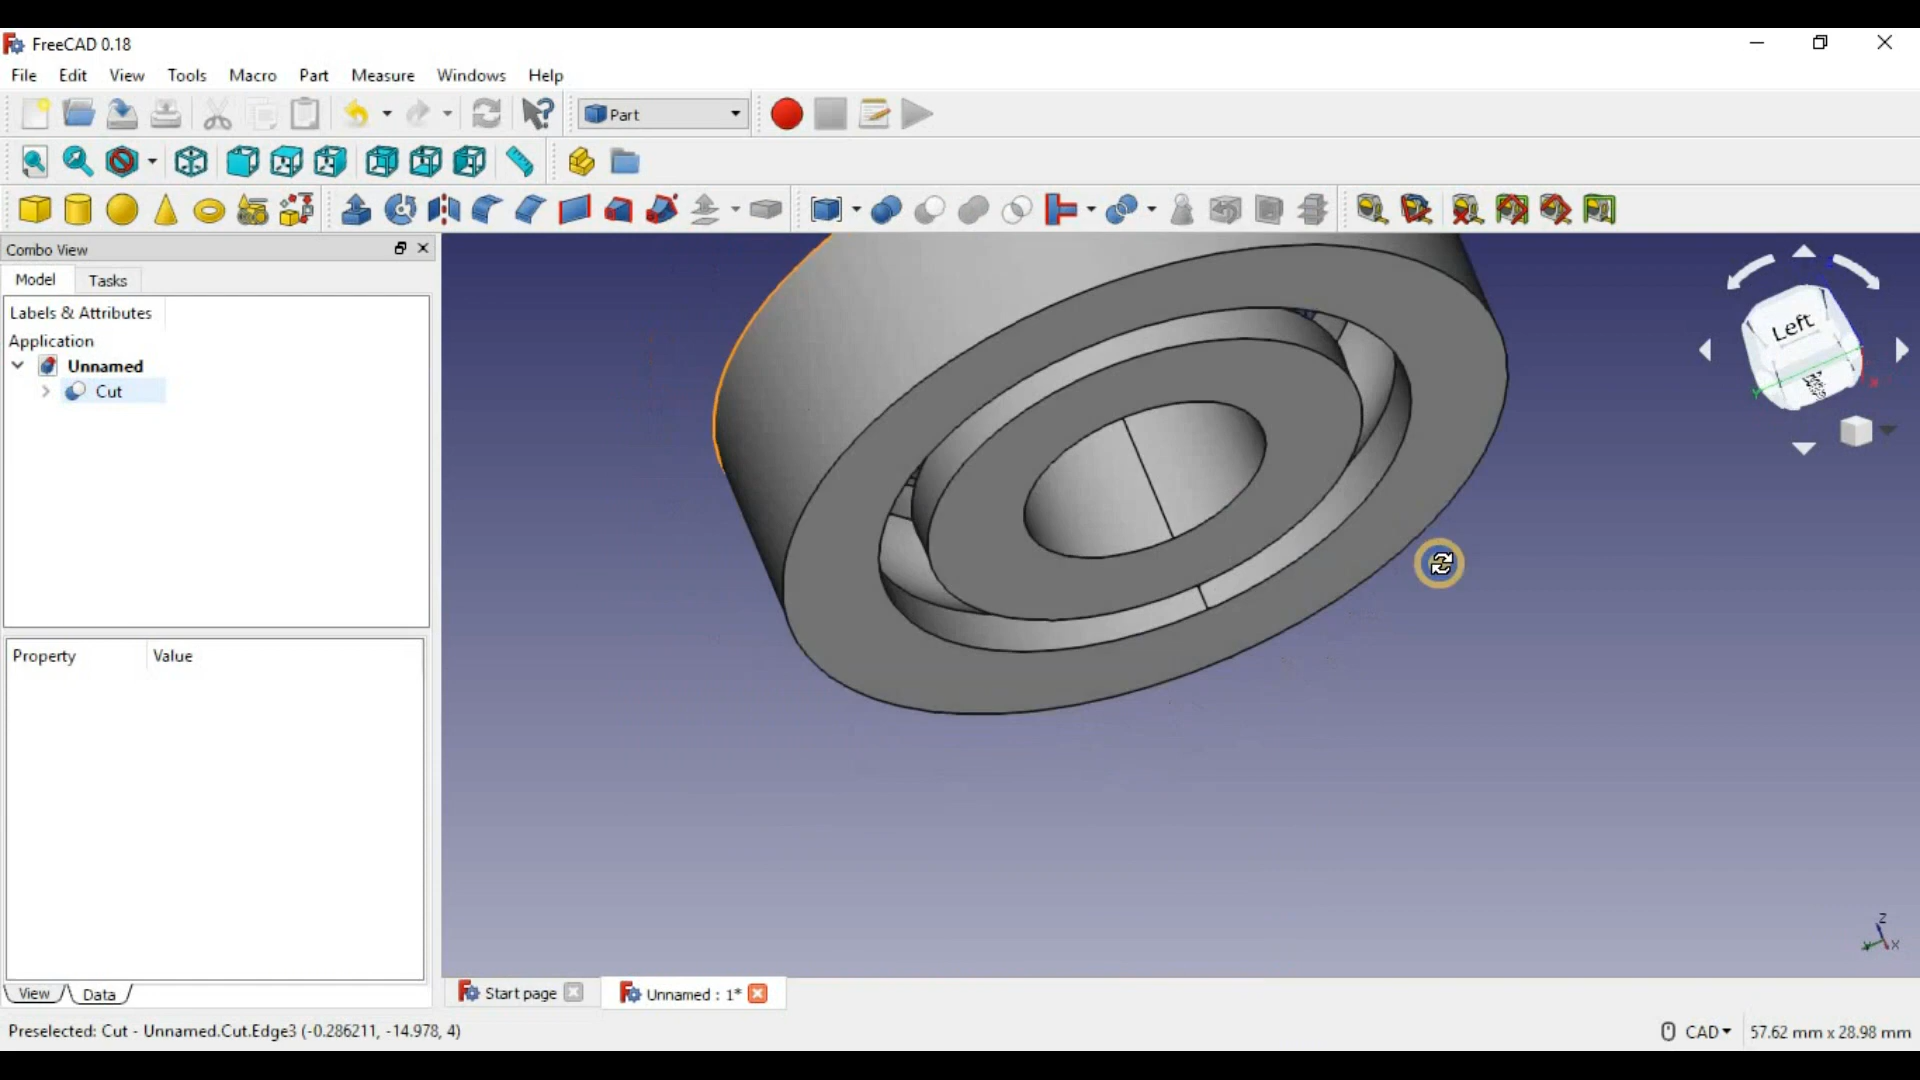 FreeCAD 0.18
File Edit View Tools Macro Part Measure Windows Help
Part
Combo View
Model Tasks
Labels & Attributes
Application
Unnamed
Cut
Property Value
View Data
Left
Y X
Z
Y X
Start page Unnamed : 1*
Preselected: Cut - Unnamed.Cut.Edge3 (-0.286211, -14.978, 4)
CAD 57.62 mm x 28.98 mm